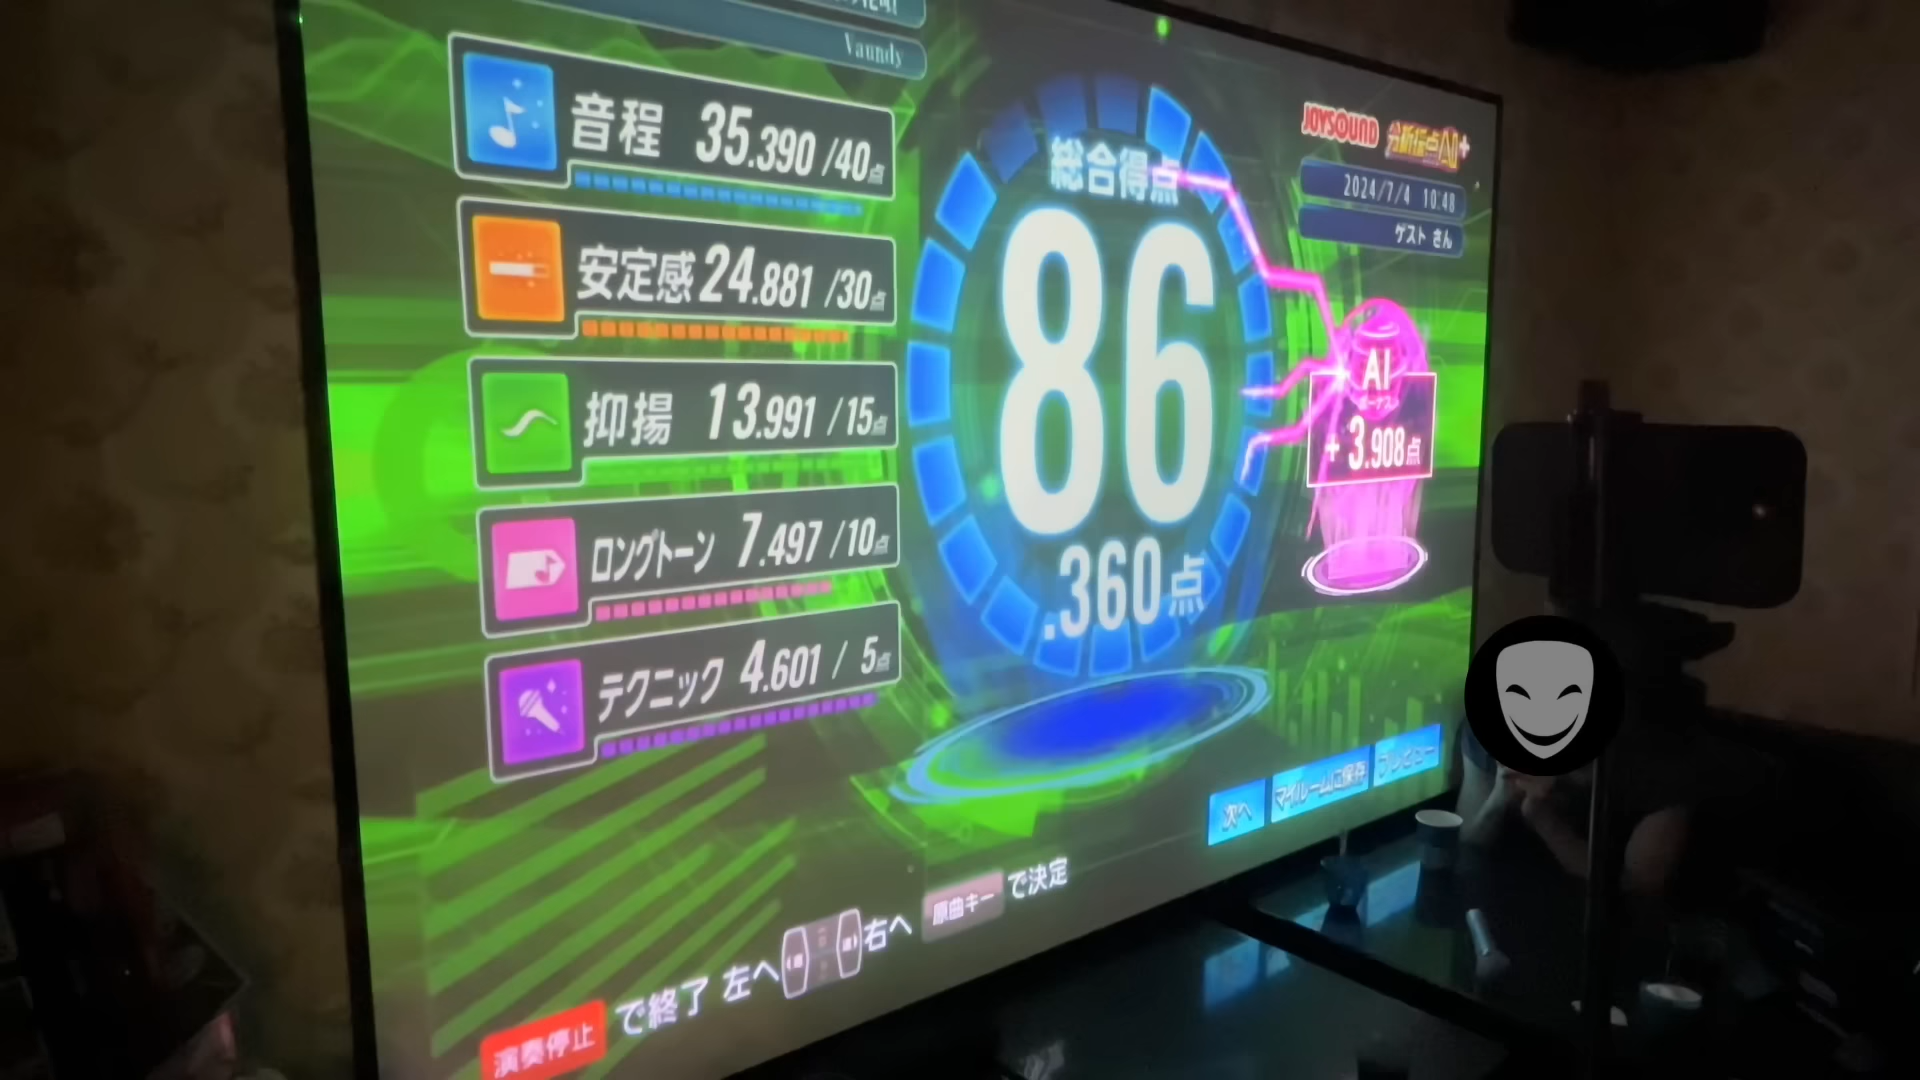 Vaundy
音程 35.390 /40点
安定感 24.881 /30点
抑揚 13.991 /15点
ロングトーン 7.497 /10点
テクニック 4.601 / 5点
総合得点
86
.360点
JOYSOUND 分析採点AI+
2024/7/4 10:48
ゲスト さん
AI
ボーナス
+ 3.908点
次へ
マイルームに保存
プレビュー
演奏停止 で終了 左へ 右へ 原曲キー で決定